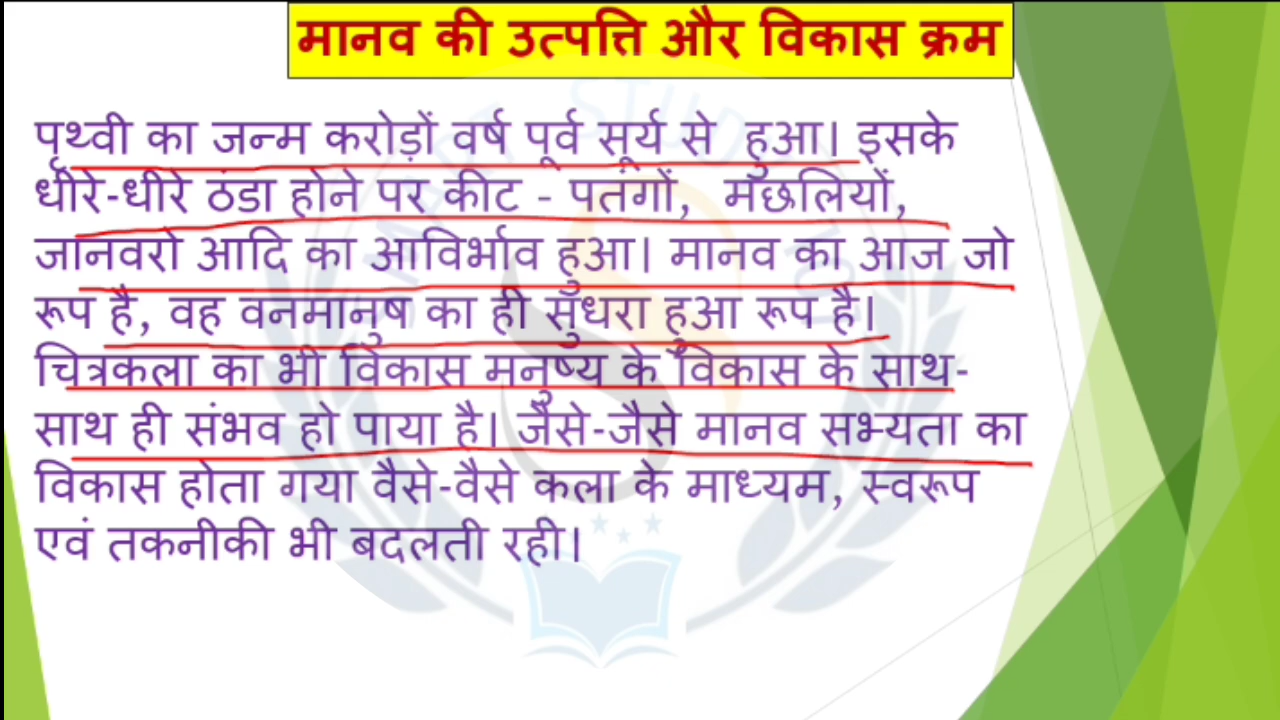 मानव की उत्पत्ति और विकास क्रम
पृथ्वी का जन्म करोड़ों वर्ष पूर्व सूर्य से हुआ। इसके
धीरे-धीरे ठंडा होने पर कीट - पतंगों, मछलियों,
जानवरों आदि का आविर्भाव हुआ। मानव का आज जो
रूप है, वह वनमानुष का ही सुधरा हुआ रूप है।
चित्रकला का भी विकास मनुष्य के विकास के साथ-
साथ ही संभव हो पाया है। जैसे-जैसे मानव सभ्यता का
विकास होता गया वैसे-वैसे कला के माध्यम, स्वरूप
एवं तकनीकी भी बदलती रही।